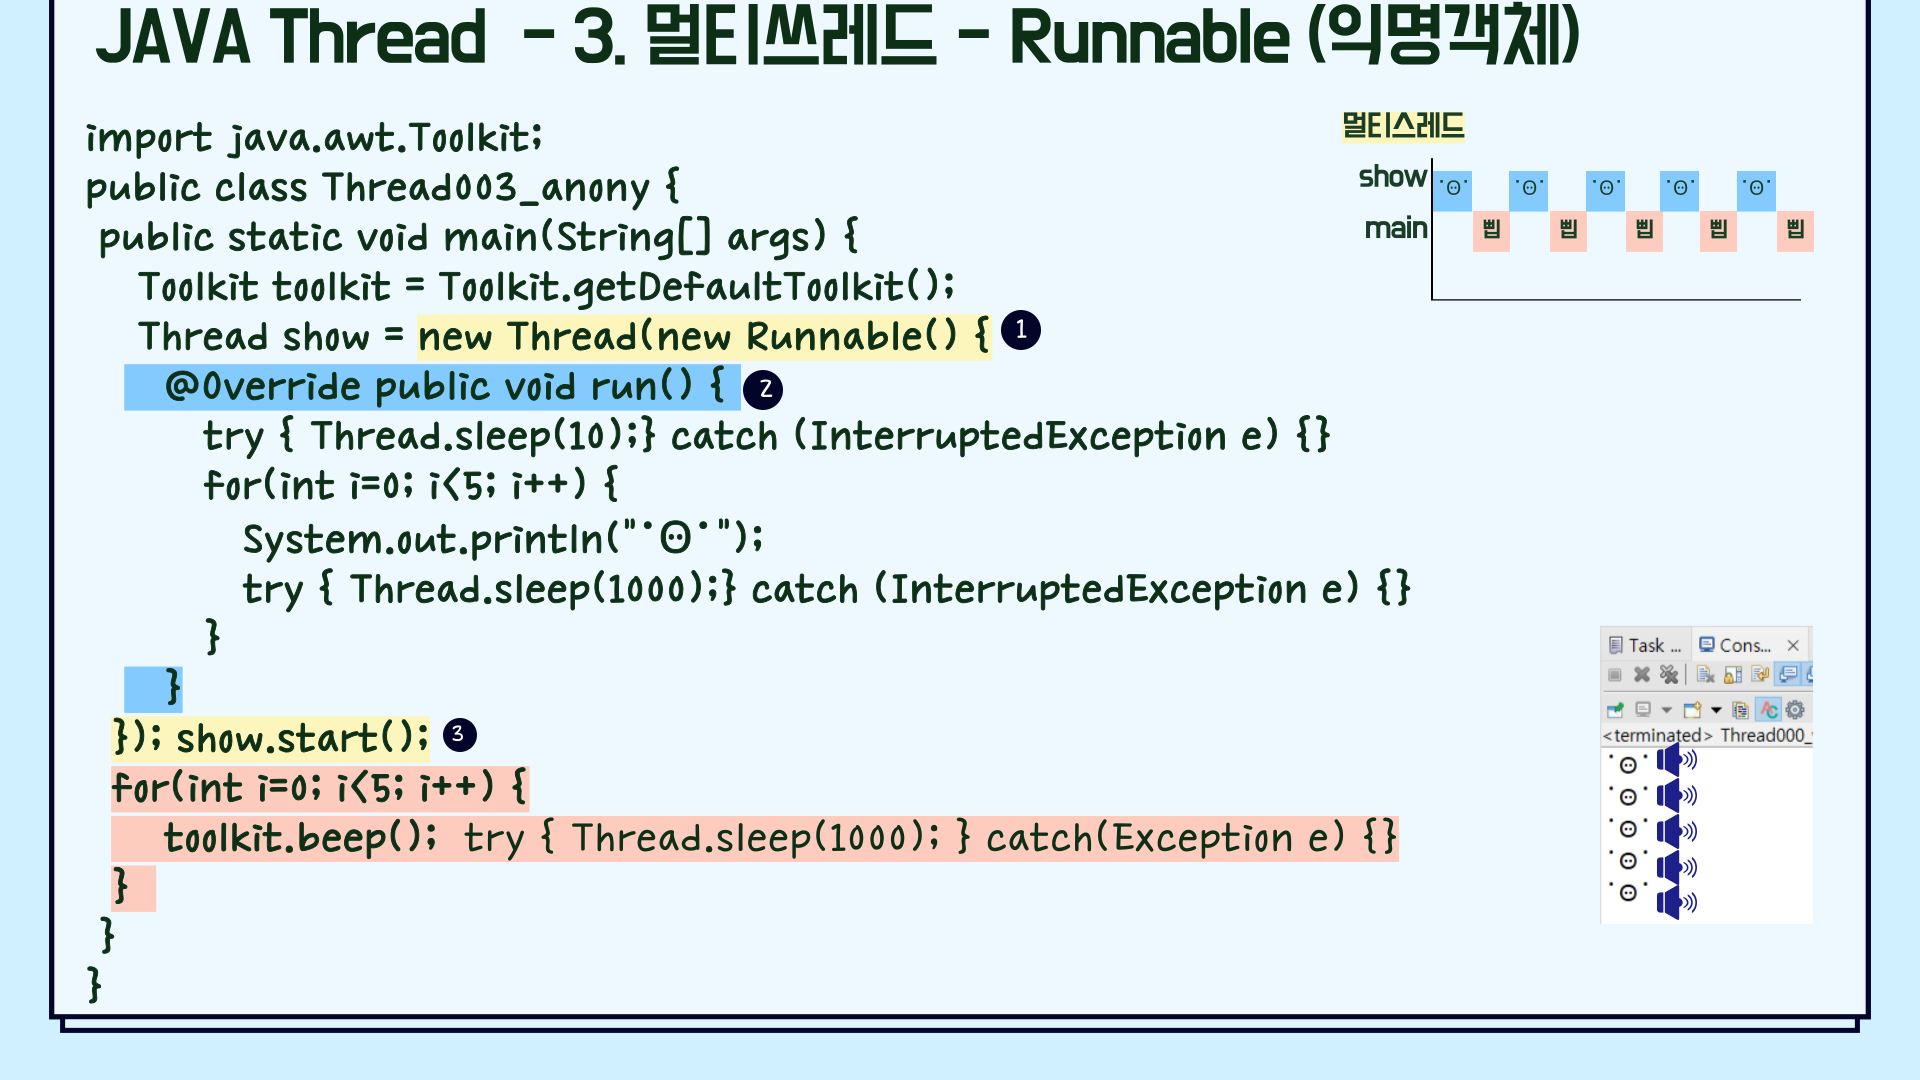 JAVA Thread - 3. 멀티쓰레드 - Runnable (익명객체)
import java.awt.Toolkit;
public class Thread003_anony {
public static void main(String[] args) {
Toolkit toolkit = Toolkit.getDefaultToolkit();
Thread show = new Thread(new Runnable() { 1
@Override public void run() { 2
try { Thread.sleep(10);} catch (InterruptedException e) {}
for(int i=0; i<5; i++) {
System.out.println("˙ꙨꙨ˙");
try { Thread.sleep(1000);} catch (InterruptedException e) {}
}
}
}); show.start(); 3
for(int i=0; i<5; i++) {
toolkit.beep(); try { Thread.sleep(1000); } catch(Exception e) {}
}
}
}
멀티스레드
show
main 삡 삡 삡 삡 삡
Task ... Cons...
<terminated> Thread000_